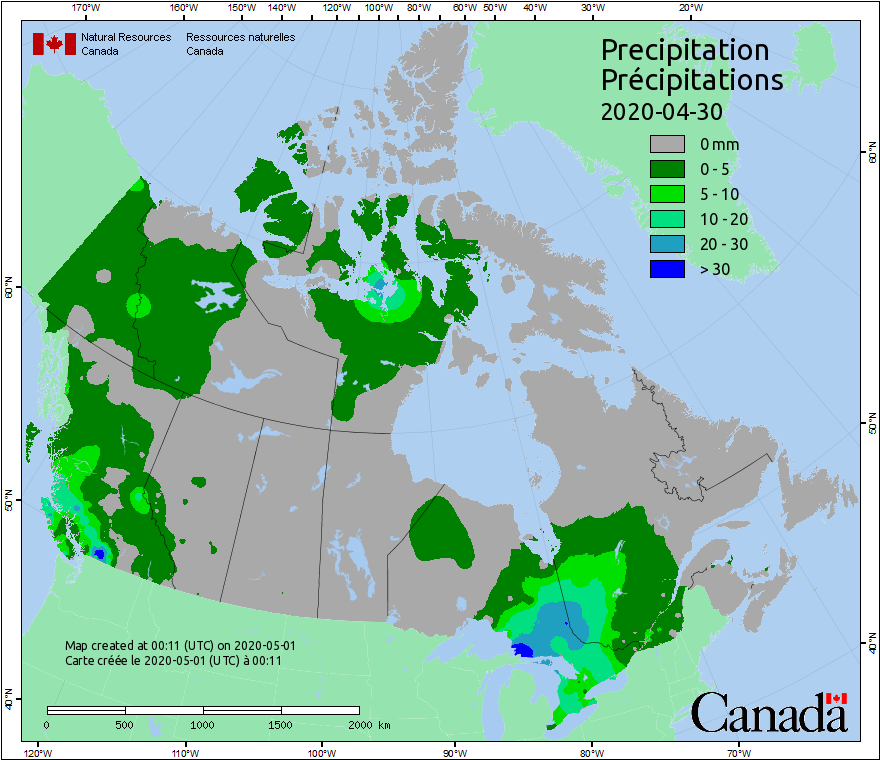 170°W 160°W 150°W 140°W 130°W 120°W 110°W 100°W 90°W 80°W 70°W 60°W 50°W 40°W 30°W 20°W
Natural Resources Canada
Ressources naturelles Canada
Precipitation
Précipitations
2020-04-30
0 mm
0 - 5
5 - 10
10 - 20
20 - 30
> 30
60°N
50°N
40°N
60°N
50°N
40°N
Map created at 00:11 (UTC) on 2020-05-01
Carte créée le 2020-05-01 (UTC) à 00:11
0 500 1000 1500 2000 km
Canada
120°W 110°W 100°W 90°W 80°W 70°W